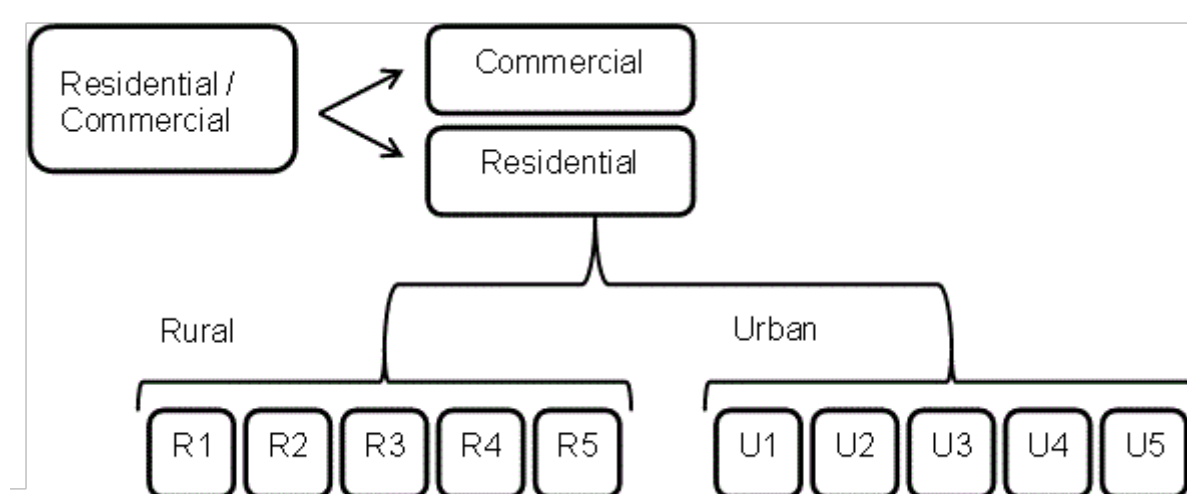 Residential /
Commercial
Commercial
Residential
Rural
Urban
R1 R2 R3 R4 R5
U1 U2 U3 U4 U5